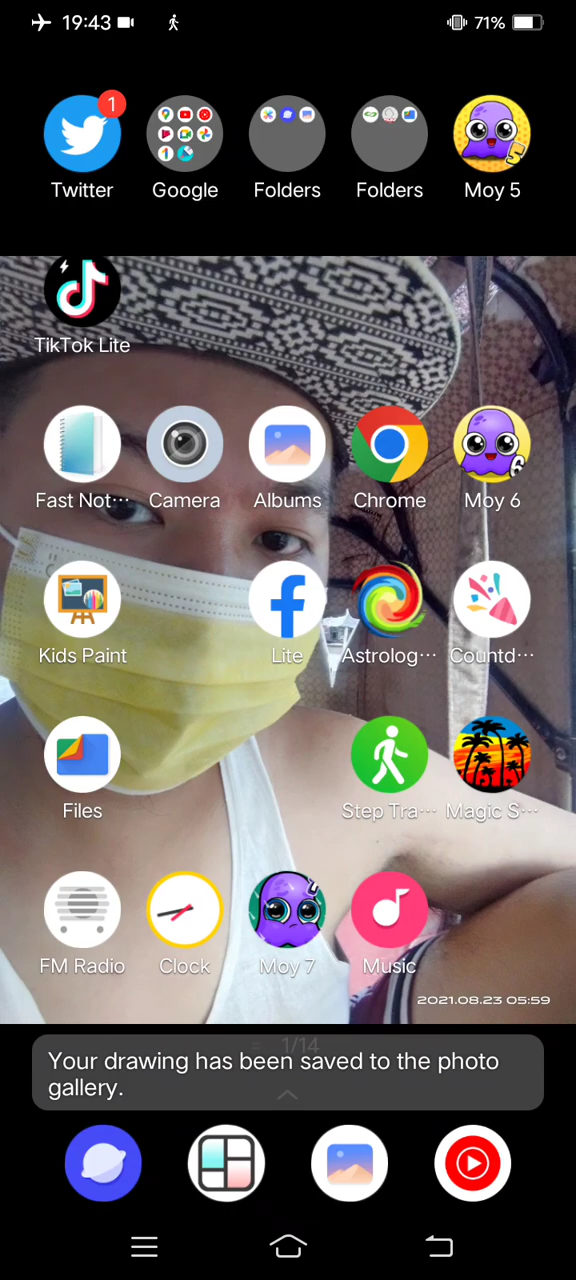 19:43
71%
1
Twitter
Google
Folders
Folders
Moy 5
TikTok Lite
Fast Not···
Camera
Albums
Chrome
Moy 6
Kids Paint
Lite
Astrolog···
Countd···
Files
Step Tra···
Magic S···
FM Radio
Clock
Moy 7
Music
2021.08.23 05:59
1/14
Your drawing has been saved to the photo
gallery.